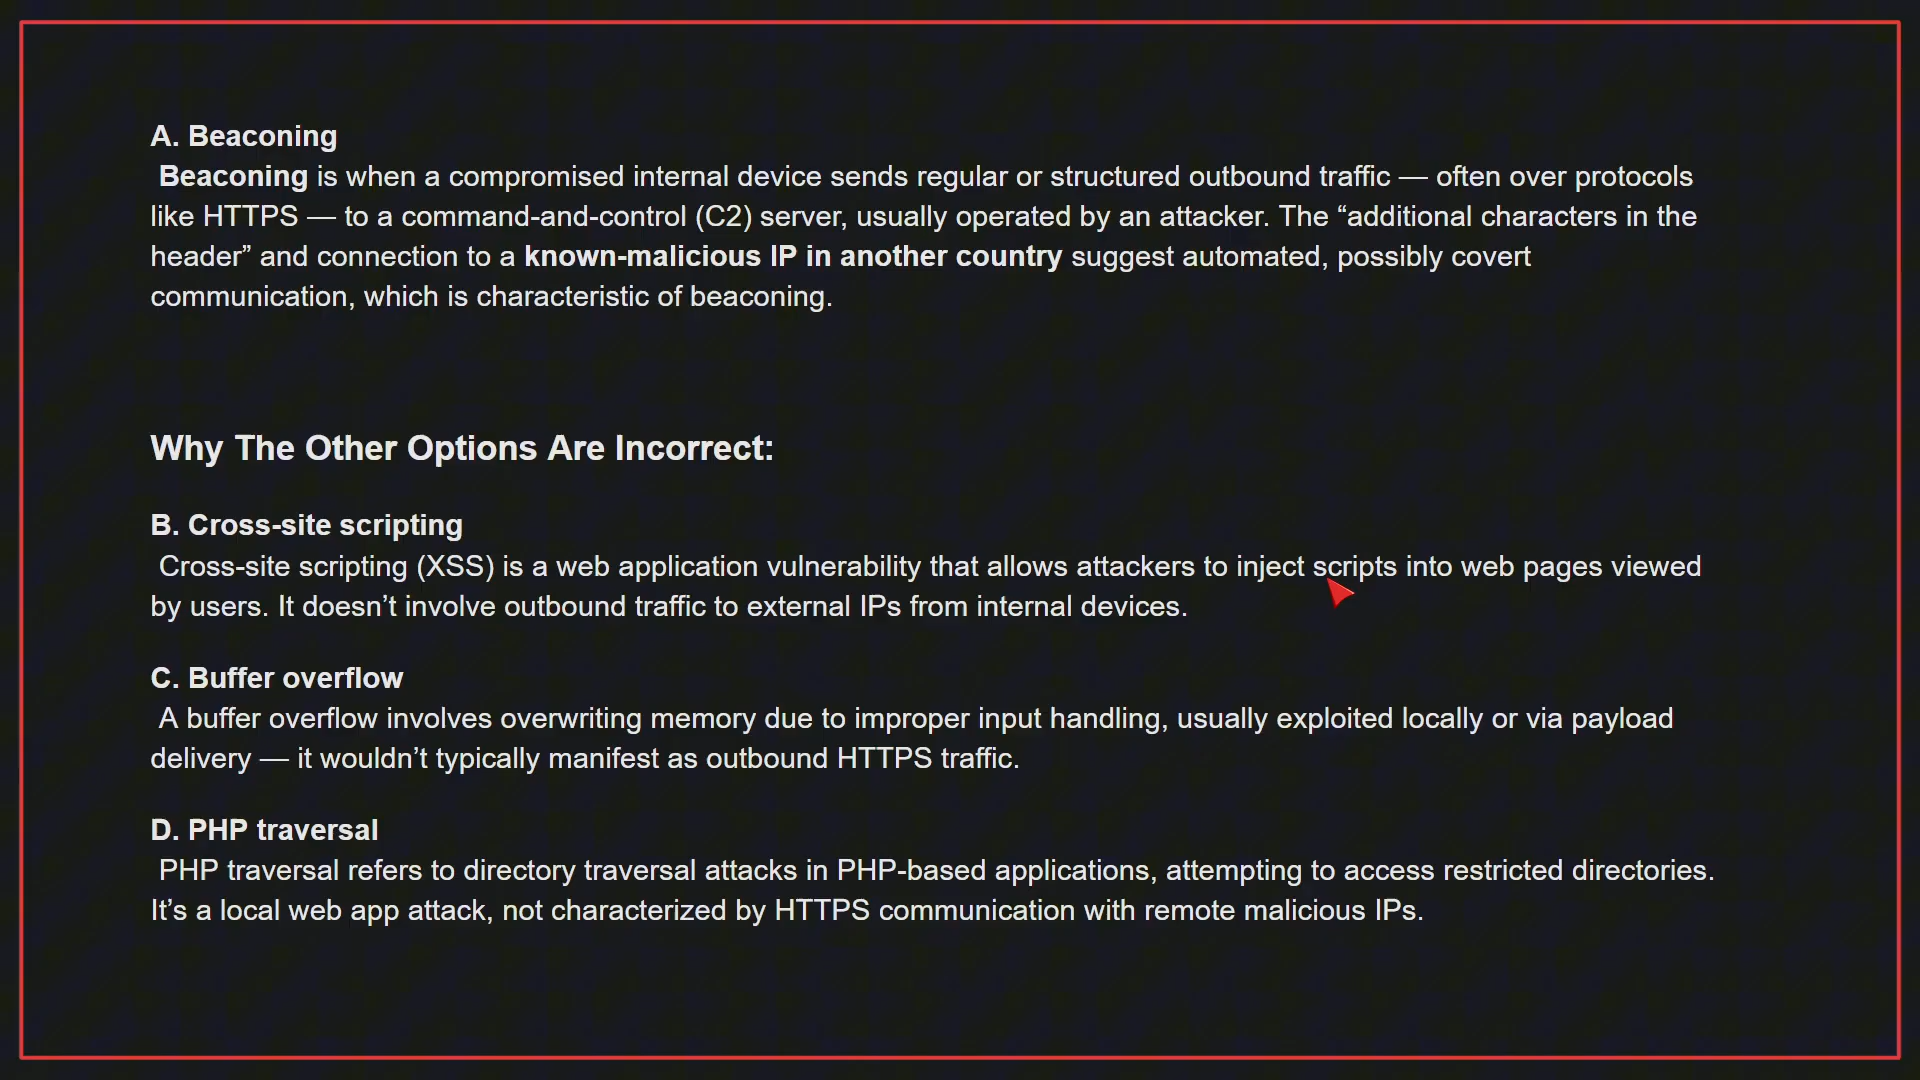 A. Beaconing
Beaconing is when a compromised internal device sends regular or structured outbound traffic — often over protocols
like HTTPS — to a command-and-control (C2) server, usually operated by an attacker. The “additional characters in the
header” and connection to a known-malicious IP in another country suggest automated, possibly covert
communication, which is characteristic of beaconing.
Why The Other Options Are Incorrect:
B. Cross-site scripting
Cross-site scripting (XSS) is a web application vulnerability that allows attackers to inject scripts into web pages viewed
by users. It doesn’t involve outbound traffic to external IPs from internal devices.
C. Buffer overflow
A buffer overflow involves overwriting memory due to improper input handling, usually exploited locally or via payload
delivery — it wouldn’t typically manifest as outbound HTTPS traffic.
D. PHP traversal
PHP traversal refers to directory traversal attacks in PHP-based applications, attempting to access restricted directories.
It’s a local web app attack, not characterized by HTTPS communication with remote malicious IPs.